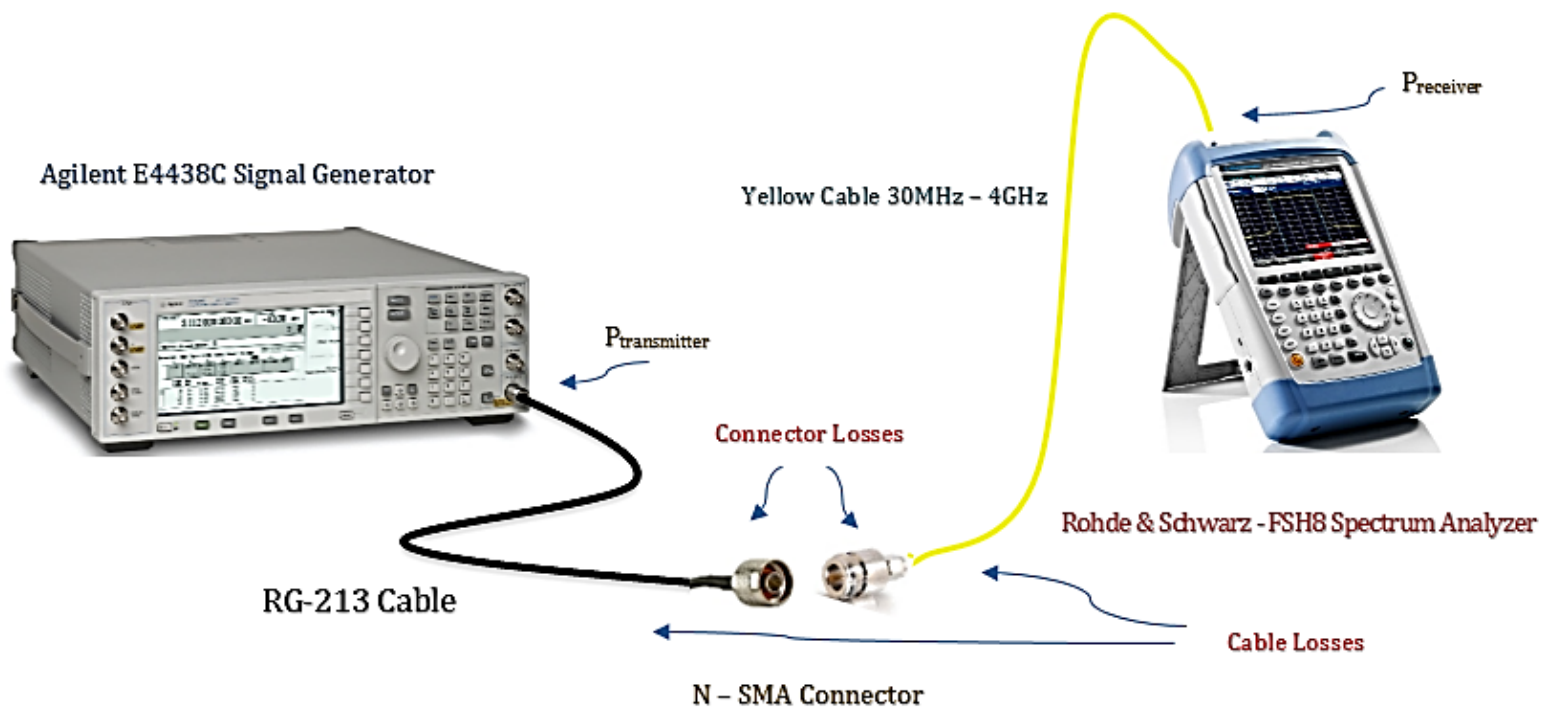 Preceiver
Agilent E4438C Signal Generator
Yellow Cable 30MHz – 4GHz
Ptransmitter
Connector Losses
Rohde & Schwarz - FSH8 Spectrum Analyzer
RG-213 Cable
Cable Losses
N – SMA Connector